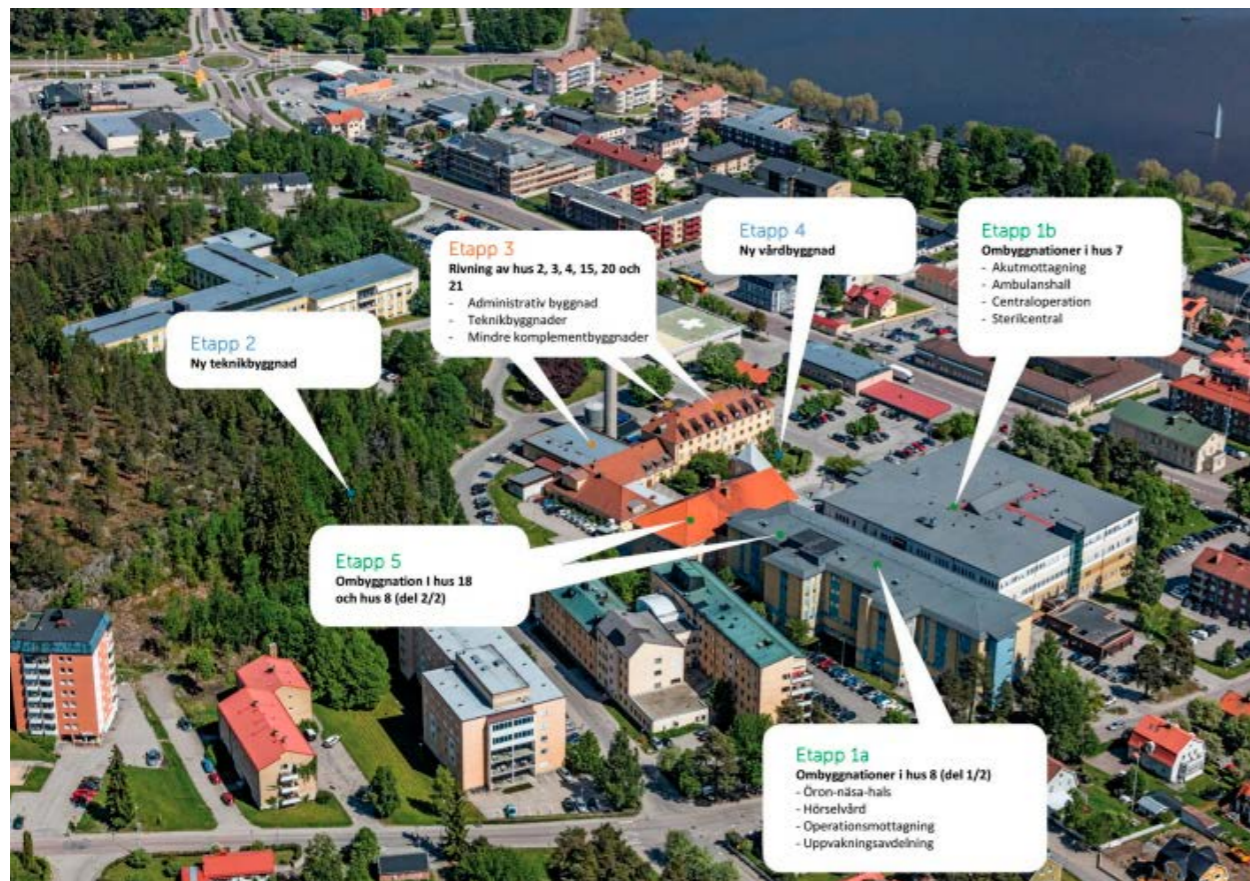 Etapp 3
Rivning av hus 2, 3, 4, 15, 20 och
21
- Administrativ byggnad
- Teknikbyggnader
- Mindre komplementbyggnader
Etapp 4
Ny vårdbyggnad
Etapp 1b
Ombyggnationer i hus 7
- Akutmottagning
- Ambulanshall
- Centraloperation
- Sterilcentral
Etapp 2
Ny teknikbyggnad
Etapp 5
Ombyggnation I hus 18
och hus 8 (del 2/2)
Etapp 1a
Ombyggnationer i hus 8 (del 1/2)
- Öron-näsa-hals
- Hörselvård
- Operationsmottagning
- Uppvakningsavdelning